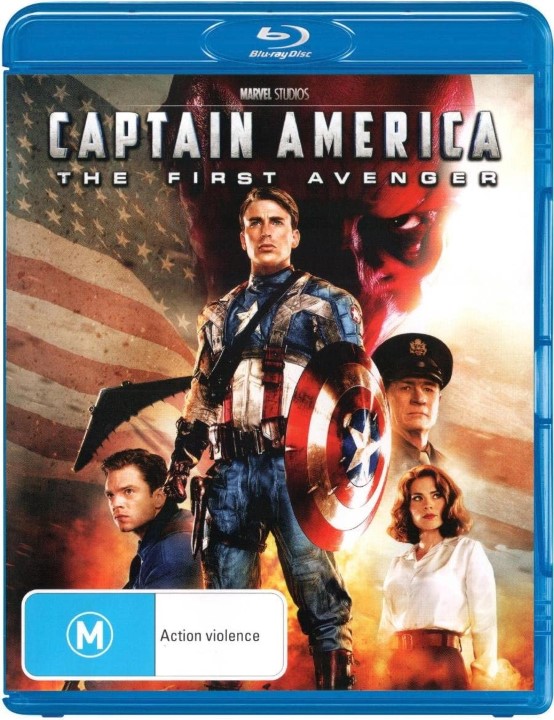 Blu-ray Disc
MARVEL STUDIOS
CAPTAIN AMERICA
THE FIRST AVENGER
M
Action violence